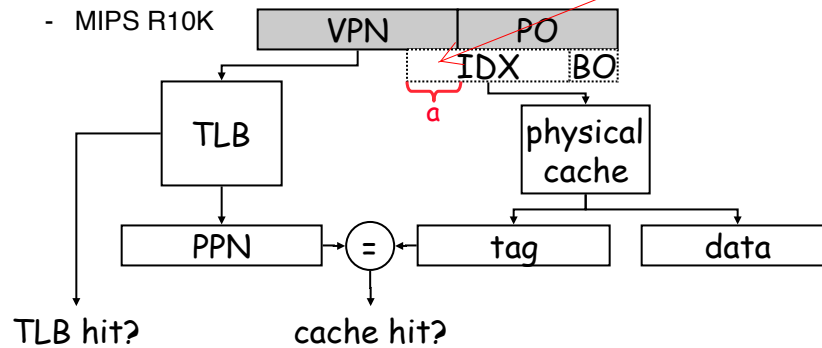 - MIPS R10K
VPN PO
IDX BO
a
TLB
physical
cache
PPN = tag data
TLB hit? cache hit?